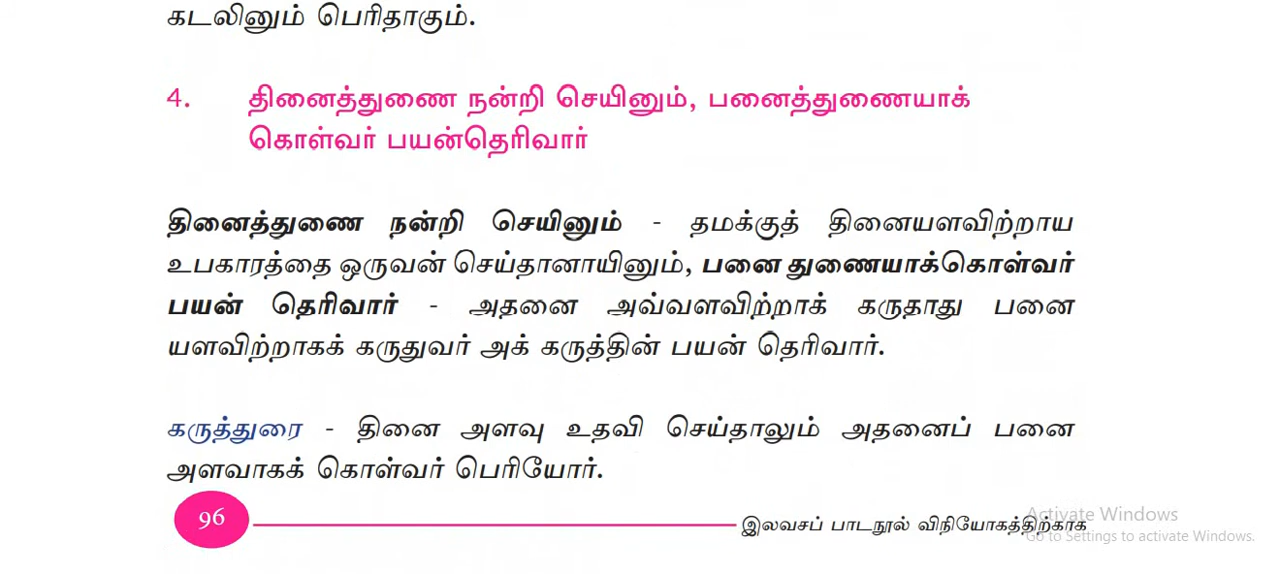 கடலினும் பெரிதாகும்.
4. தினைத்துணை நன்றி செயினும், பனைத்துணையாக்
கொள்வர் பயன்தெரிவார்
தினைத்துணை நன்றி செயினும் - தமக்குத் தினையளவிற்றாய
உபகாரத்தை ஒருவன் செய்தானாயினும், பனை துணையாக்கொள்வர்
பயன் தெரிவார் - அதனை அவ்வளவிற்றாக் கருதாது பனை
யளவிற்றாகக் கருதுவர் அக் கருத்தின் பயன் தெரிவார்.
கருத்துரை - தினை அளவு உதவி செய்தாலும் அதனைப் பனை
அளவாகக் கொள்வர் பெரியோர்.
96
இலவசப் பாடநூல் விநியோகத்திற்காக
Activate Windows
Go to Settings to activate Windows.